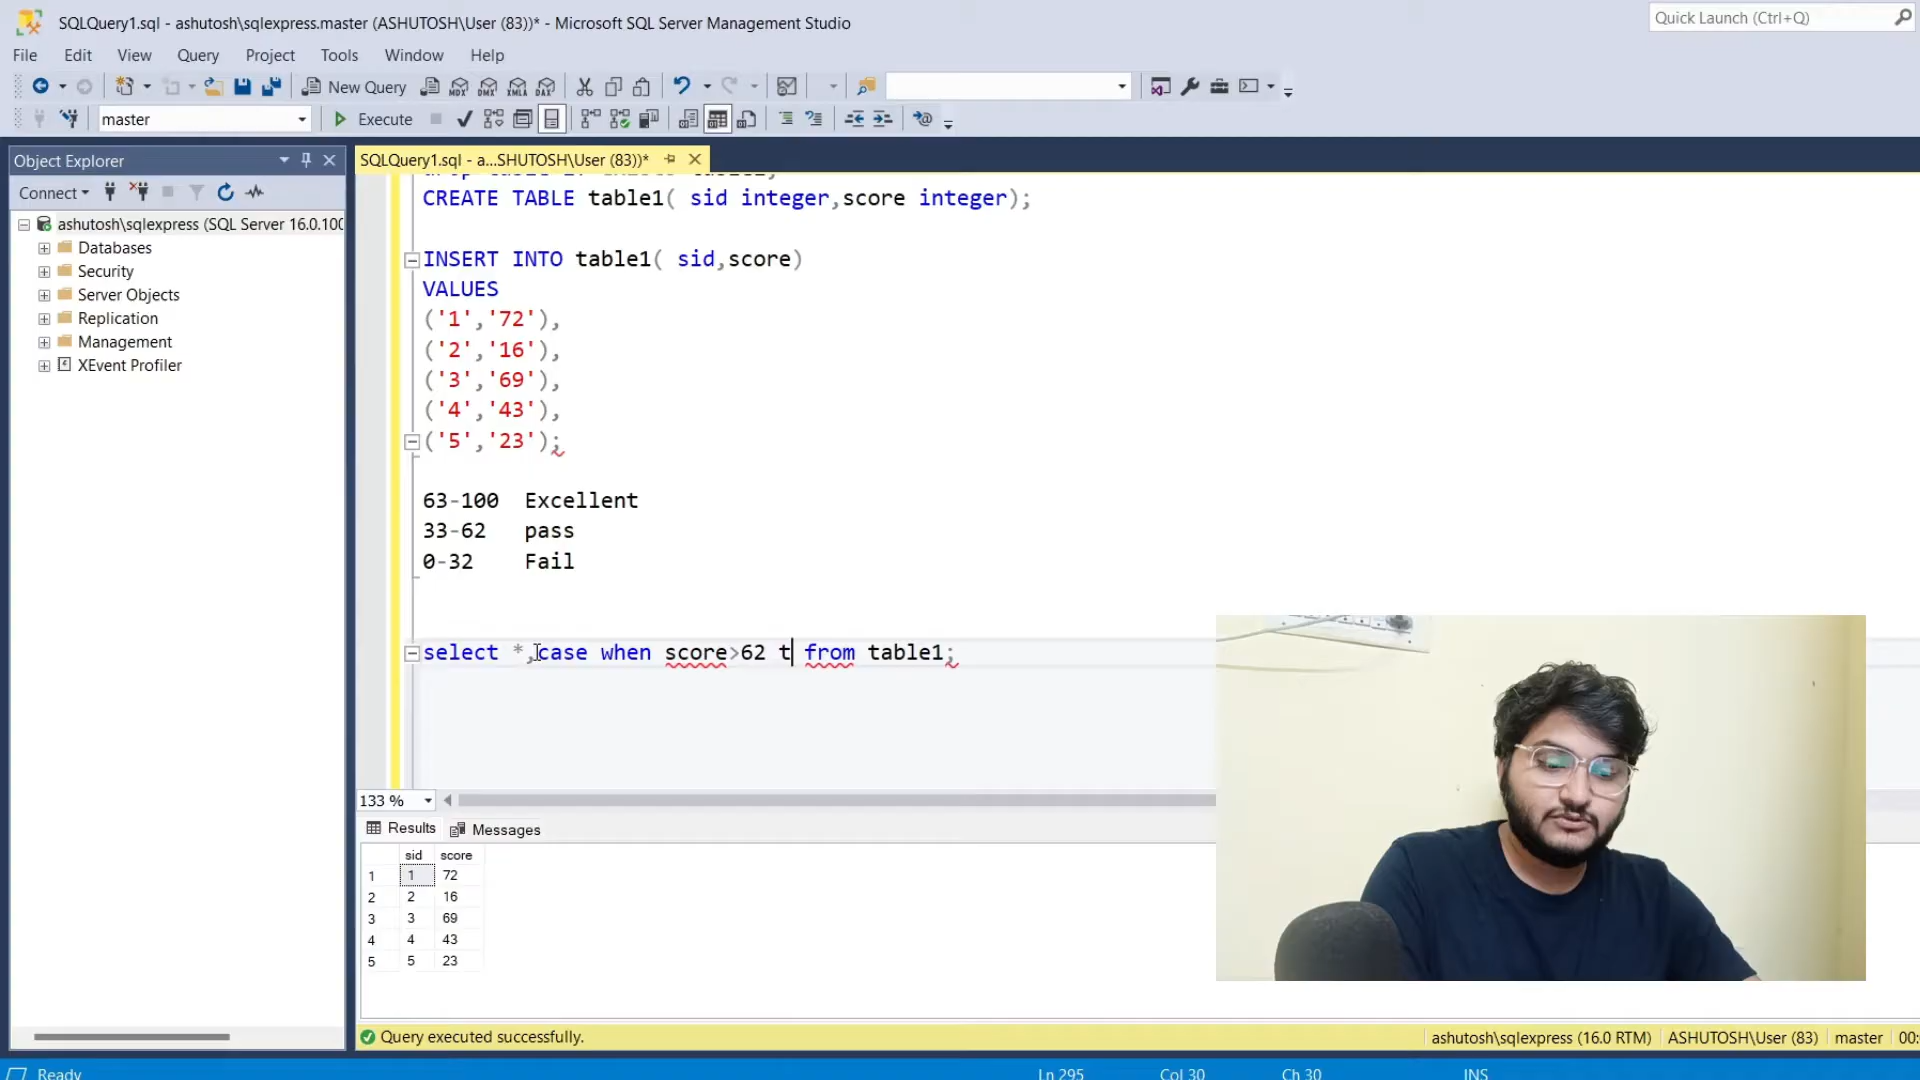 SQLQuery1.sql - ashutosh\sqlexpress.master (ASHUTOSH\User (83))* - Microsoft SQL Server Management Studio
Quick Launch (Ctrl+Q)
File Edit View Query Project Tools Window Help
New Query MDX DMX XMLA DAX
master Execute
Object Explorer
SQLQuery1.sql - a...SHUTOSH\User (83))*
Connect
ashutosh\sqlexpress (SQL Server 16.0.100
Databases
Security
Server Objects
Replication
Management
XEvent Profiler
CREATE TABLE table1( sid integer,score integer);
INSERT INTO table1( sid,score)
VALUES
('1','72'),
('2','16'),
('3','69'),
('4','43'),
('5','23');
63-100 Excellent
33-62 pass
0-32 Fail
select *,case when score>62 t from table1;
133 %
Results Messages
sid score
1 1 72
2 2 16
3 3 69
4 4 43
5 5 23
Query executed successfully.
ashutosh\sqlexpress (16.0 RTM) ASHUTOSH\User (83) master 00:
Ready Ln 295 Col 30 Ch 30 INS